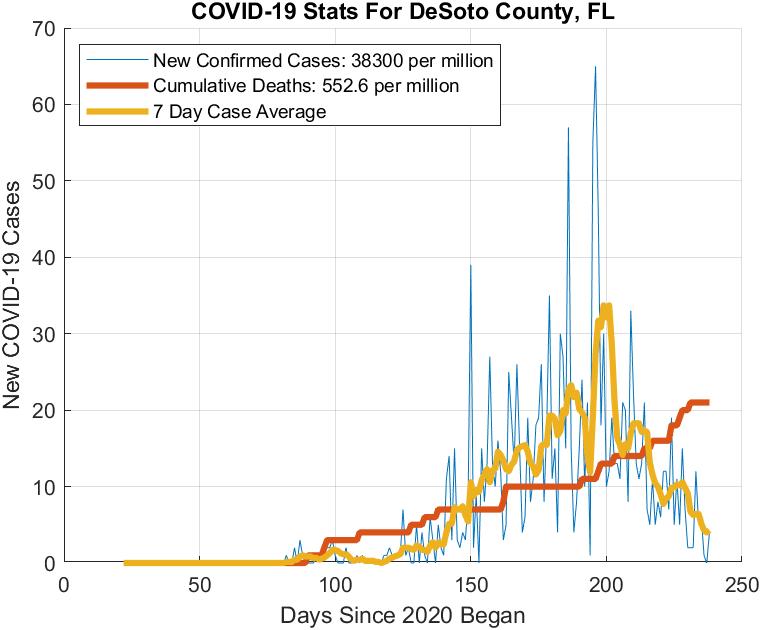 COVID-19 Stats For DeSoto County, FL
New Confirmed Cases: 38300 per million
Cumulative Deaths: 552.6 per million
7 Day Case Average
New COVID-19 Cases
70
60
50
40
30
20
10
0
0 50 100 150 200 250
Days Since 2020 Began